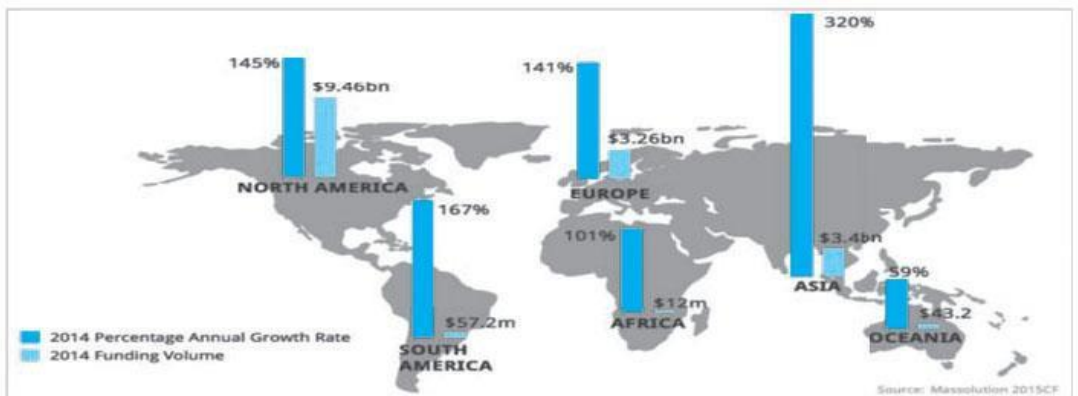 320%
145%
141%
$9.46bn
$3.26bn
NORTH AMERICA
EUROPE
167%
101%
$3.4bn
59%
ASIA
$12m
$43.2
$57.2m
AFRICA
OCEANIA
SOUTH
AMERICA
2014 Percentage Annual Growth Rate
2014 Funding Volume
Source: Massolution 2015CF